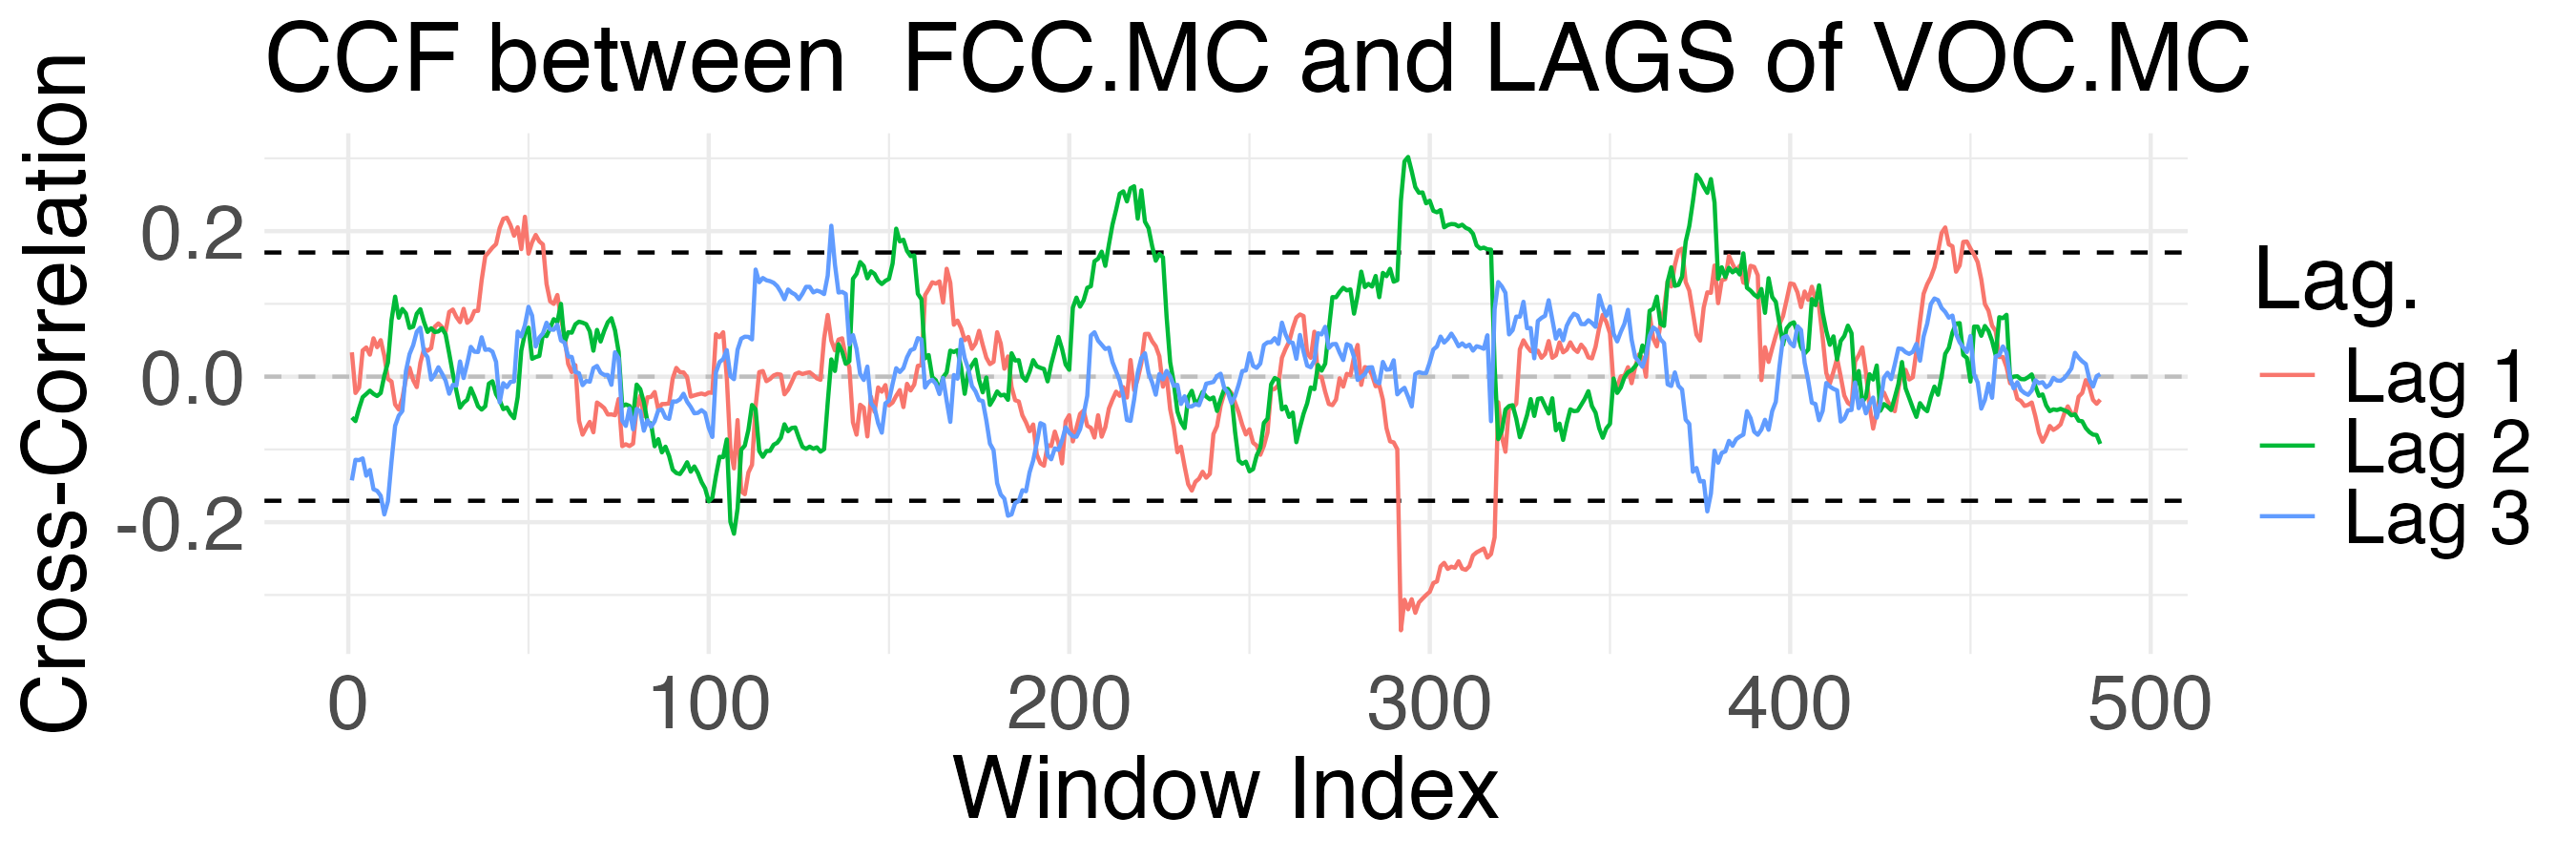 CCF between  FCC.MC and LAGS of VOC.MC
Cross-Correlation
0.2
0.0
-0.2
0 100 200 300 400 500
Window Index
Lag.
Lag 1
Lag 2
Lag 3